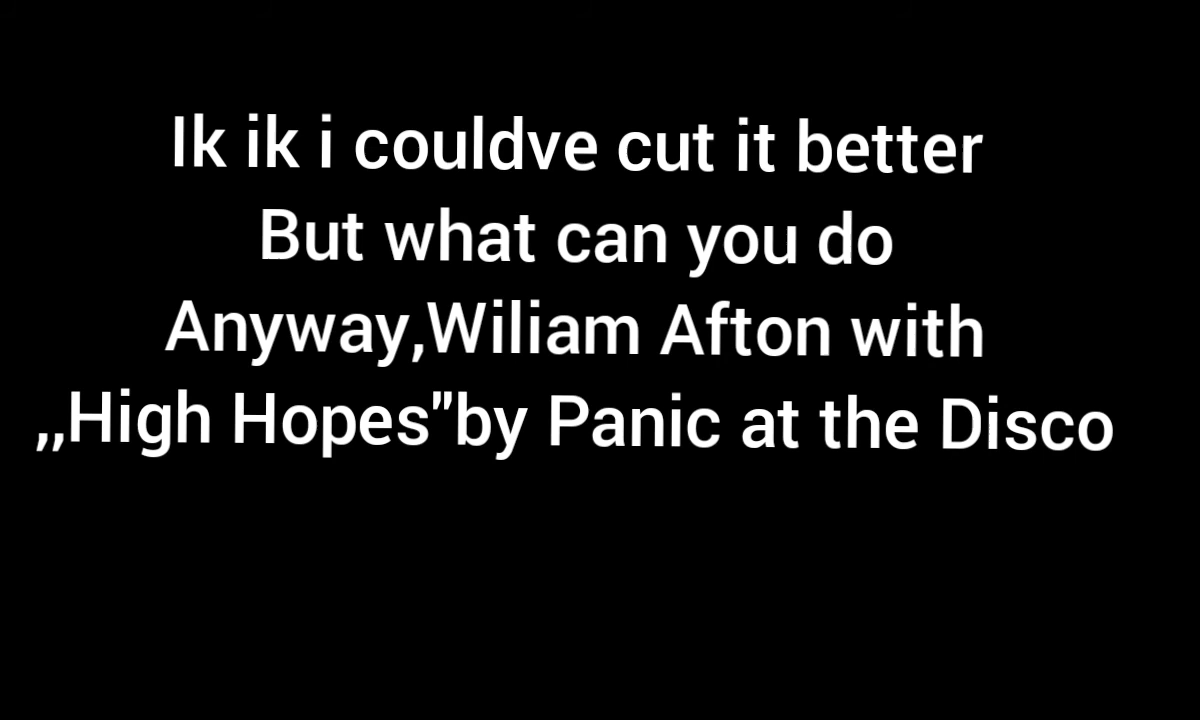 Ik ik i couldve cut it better
But what can you do
Anyway,Wiliam Afton with
,,High Hopes"by Panic at the Disco